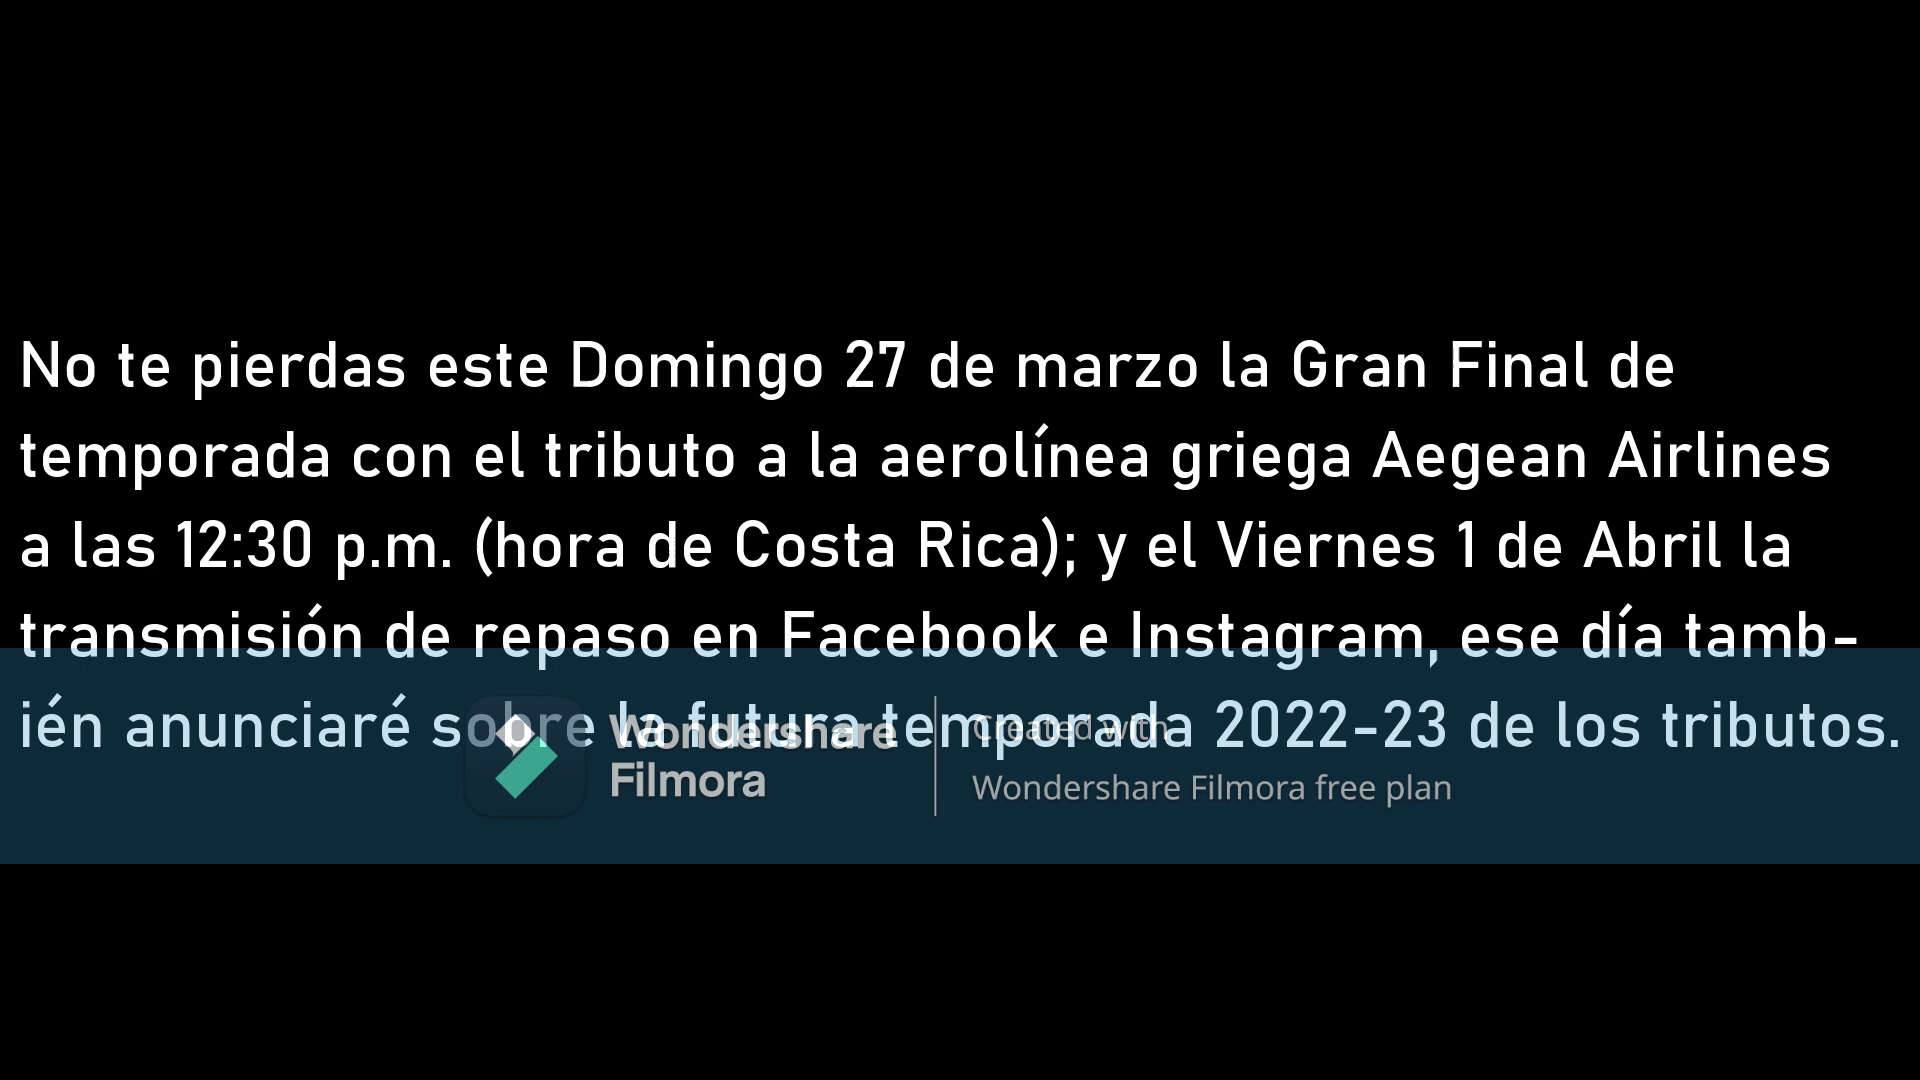 No te pierdas este Domingo 27 de marzo la Gran Final de
temporada con el tributo a la aerolínea griega Aegean Airlines
a las 12:30 p.m. (hora de Costa Rica); y el Viernes 1 de Abril la
transmisión de repaso en Facebook e Instagram, ese día tamb-
ién anunciaré sobre la futura temporada 2022-23 de los tributos.
Wondershare
Filmora
Created with
Wondershare Filmora free plan